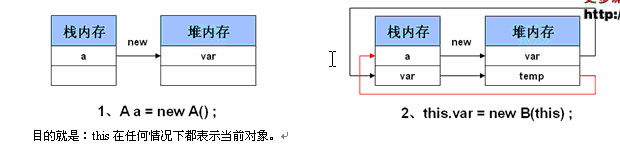 http:/
栈内存
堆内存
a
new
var
栈内存
堆内存
a
new
var
var
temp
1、A a = new A() ;
2、this.var = new B(this) ;
目的就是：this 在任何情况下都表示当前对象。